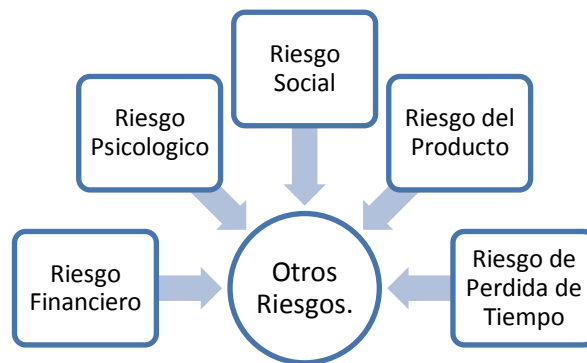 Riesgo
Social
Riesgo
Psicologico
Riesgo del
Producto
Riesgo
Financiero
Otros
Riesgos.
Riesgo de
Perdida de
Tiempo